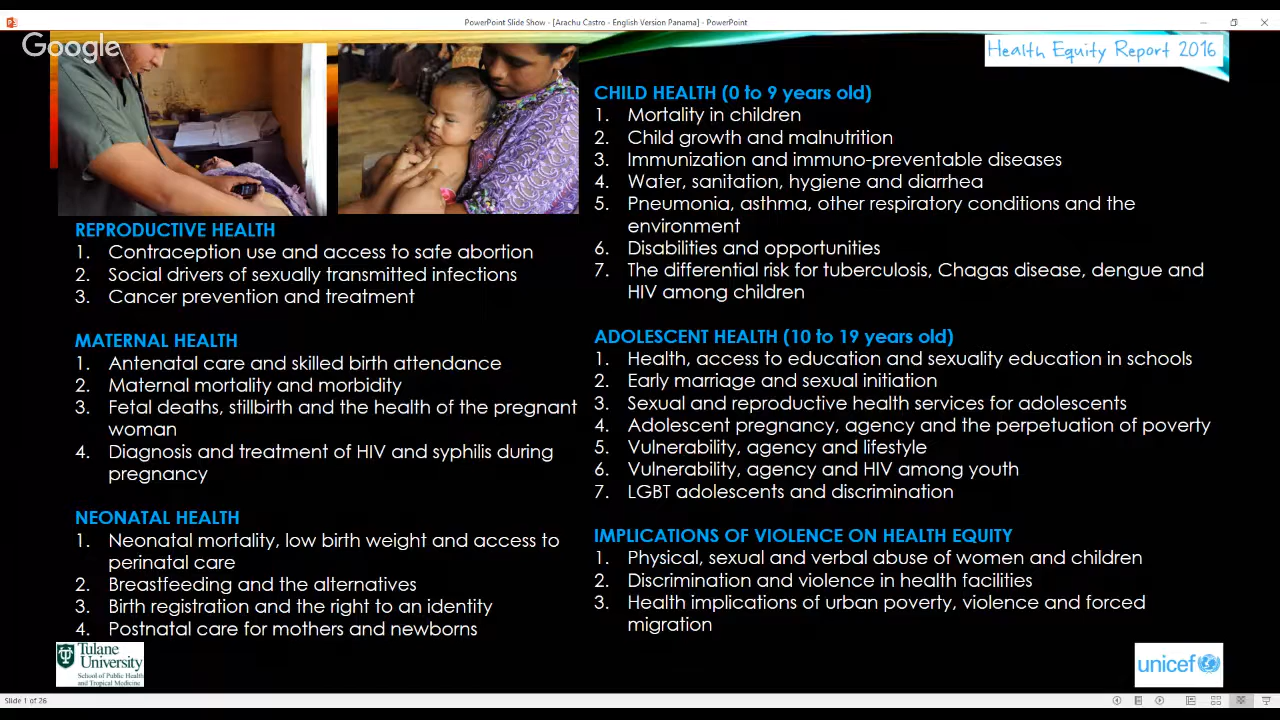 PowerPoint Slide Show - [Arachu Castro - English Version Panama] - PowerPoint
Google
Health Equity Report 2016
REPRODUCTIVE HEALTH
1. Contraception use and access to safe abortion
2. Social drivers of sexually transmitted infections
3. Cancer prevention and treatment
MATERNAL HEALTH
1. Antenatal care and skilled birth attendance
2. Maternal mortality and morbidity
3. Fetal deaths, stillbirth and the health of the pregnant
woman
4. Diagnosis and treatment of HIV and syphilis during
pregnancy
NEONATAL HEALTH
1. Neonatal mortality, low birth weight and access to
perinatal care
2. Breastfeeding and the alternatives
3. Birth registration and the right to an identity
4. Postnatal care for mothers and newborns
CHILD HEALTH (0 to 9 years old)
1. Mortality in children
2. Child growth and malnutrition
3. Immunization and immuno-preventable diseases
4. Water, sanitation, hygiene and diarrhea
5. Pneumonia, asthma, other respiratory conditions and the
environment
6. Disabilities and opportunities
7. The differential risk for tuberculosis, Chagas disease, dengue and
HIV among children
ADOLESCENT HEALTH (10 to 19 years old)
1. Health, access to education and sexuality education in schools
2. Early marriage and sexual initiation
3. Sexual and reproductive health services for adolescents
4. Adolescent pregnancy, agency and the perpetuation of poverty
5. Vulnerability, agency and lifestyle
6. Vulnerability, agency and HIV among youth
7. LGBT adolescents and discrimination
IMPLICATIONS OF VIOLENCE ON HEALTH EQUITY
1. Physical, sexual and verbal abuse of women and children
2. Discrimination and violence in health facilities
3. Health implications of urban poverty, violence and forced
migration
Tulane
University
School of Public Health
and Tropical Medicine
unicef
Slide 1 of 26